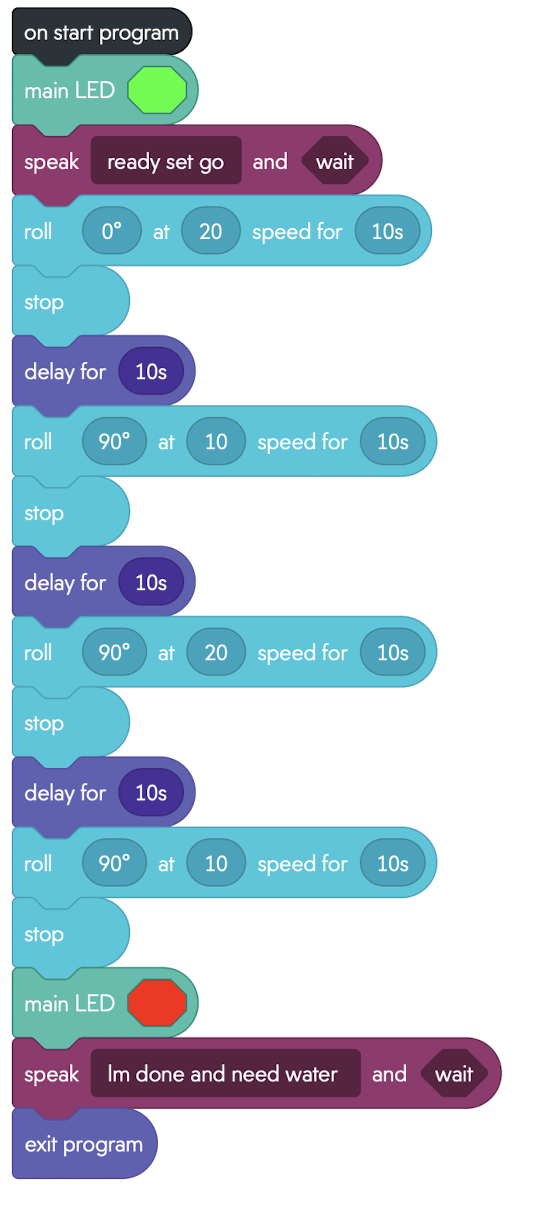 on start program
main LED
speak ready set go and wait
roll 0° at 20 speed for 10s
stop
delay for 10s
roll 90° at 10 speed for 10s
stop
delay for 10s
roll 90° at 20 speed for 10s
stop
delay for 10s
roll 90° at 10 speed for 10s
stop
main LED
speak Im done and need water and wait
exit program